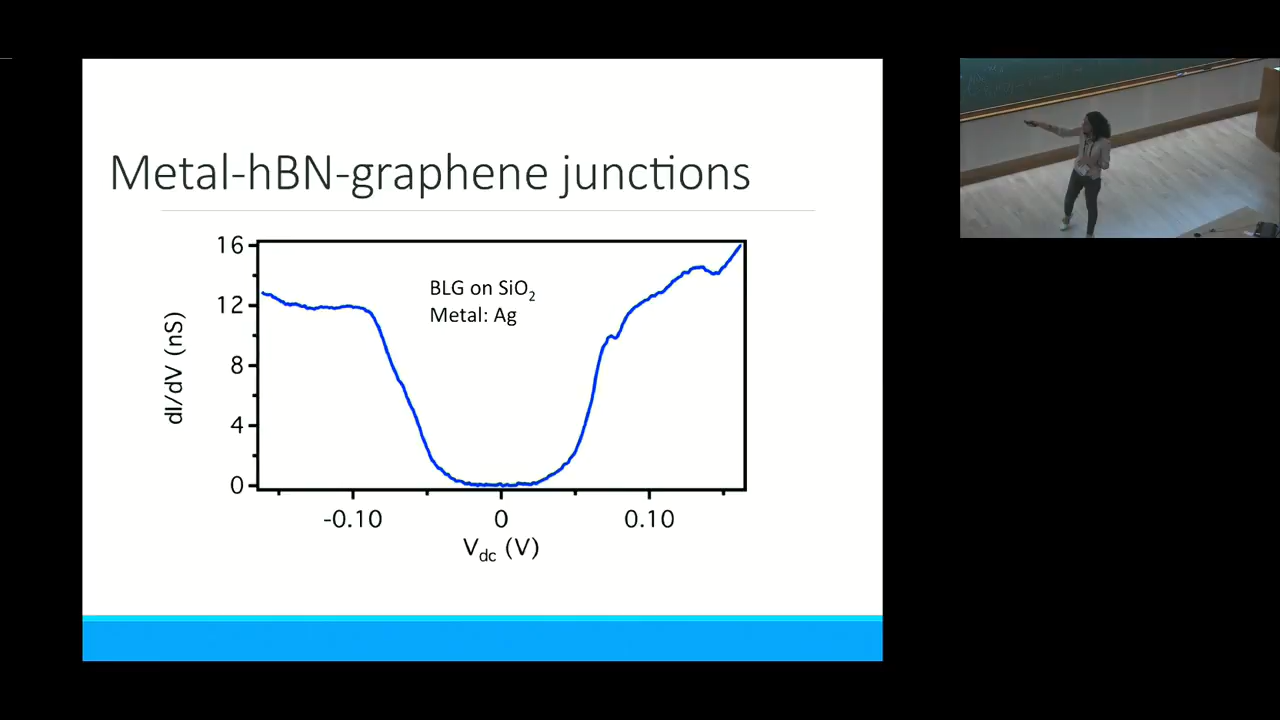 Metal-hBN-graphene junctions
16
12
8
4
0
dI/dV (nS)
BLG on SiO₂
Metal: Ag
-0.10 0 0.10
V_dc (V)